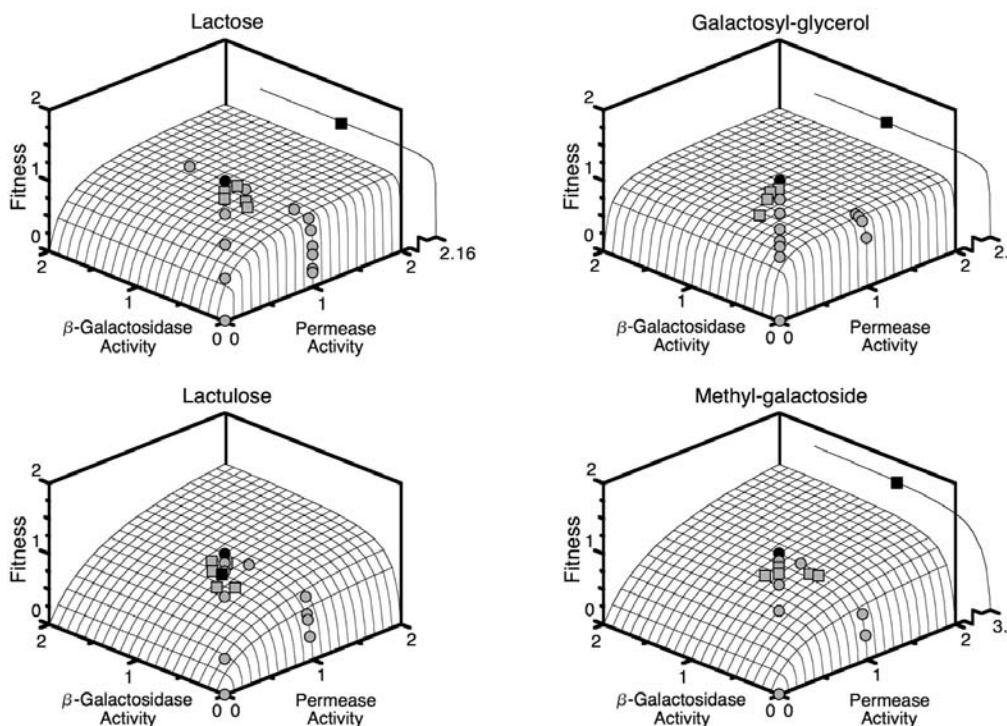 Lactose
2
1
0
Fitness
2
1
0 0
1
2
2.16
β-Galactosidase
Activity
Permease
Activity
Galactosyl-glycerol
2
1
0
Fitness
2
1
0 0
1
2
2.
β-Galactosidase
Activity
Permease
Activity
Lactulose
2
1
0
Fitness
2
1
0 0
1
2
β-Galactosidase
Activity
Permease
Activity
Methyl-galactoside
2
1
0
Fitness
2
1
0 0
1
2
3.
β-Galactosidase
Activity
Permease
Activity